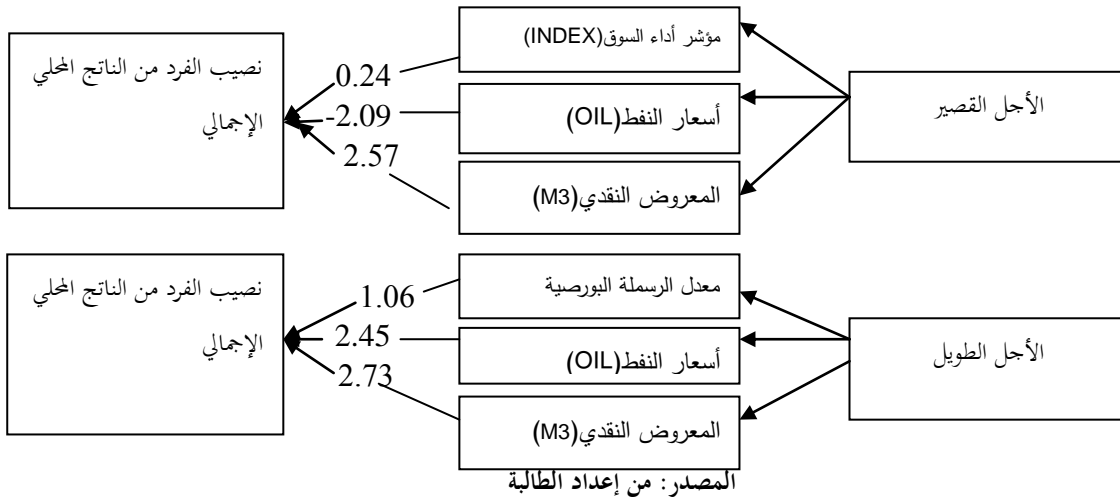 الأجل القصير
مؤشر أداء السوق(INDEX)
أسعار النفط(OIL)
المعروض النقدي(M3)
0.24
-2.09
2.57
نصيب الفرد من الناتج المحلي
الإجمالي
الأجل الطويل
معدل الرسملة البورصية
أسعار النفط(OIL)
المعروض النقدي(M3)
1.06
2.45
2.73
نصيب الفرد من الناتج المحلي
الإجمالي
المصدر: من إعداد الطالبة